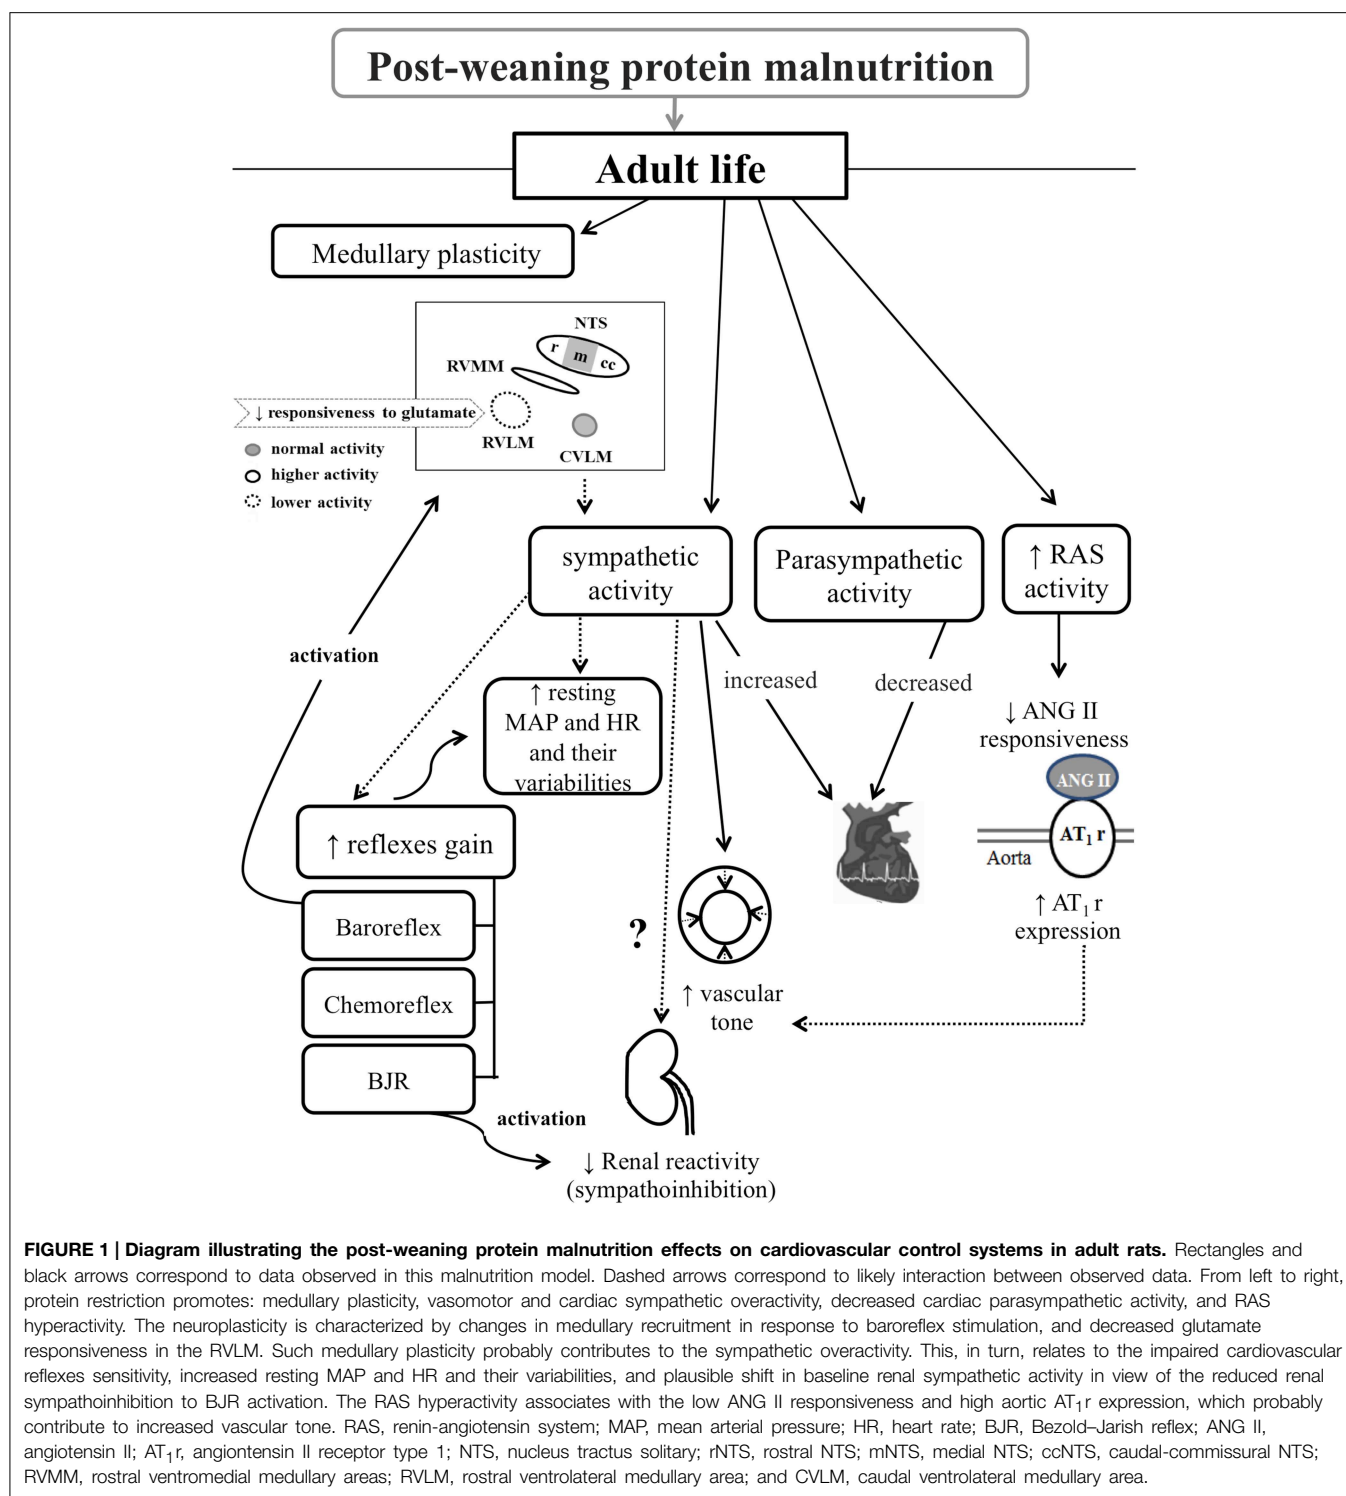 Post-weaning protein malnutrition
Adult life
Medullary plasticity
NTS
r m cc
RVMM
↓ responsiveness to glutamate
RVLM
CVLM
normal activity
higher activity
lower activity
sympathetic
activity
Parasympathetic
activity
↑ RAS
activity
activation
increased
decreased
↑ resting
MAP and HR
and their
variabilities
↓ ANG II
responsiveness
ANG II
AT1 r
Aorta
↑ AT1 r
expression
↑ reflexes gain
Baroreflex
Chemoreflex
BJR
?
↑ vascular
tone
activation
↓ Renal reactivity
(sympathoinhibition)
FIGURE 1 | Diagram illustrating the post-weaning protein malnutrition effects on cardiovascular control systems in adult rats. Rectangles and
black arrows correspond to data observed in this malnutrition model. Dashed arrows correspond to likely interaction between observed data. From left to right,
protein restriction promotes: medullary plasticity, vasomotor and cardiac sympathetic overactivity, decreased cardiac parasympathetic activity, and RAS
hyperactivity. The neuroplasticity is characterized by changes in medullary recruitment in response to baroreflex stimulation, and decreased glutamate
responsiveness in the RVLM. Such medullary plasticity probably contributes to the sympathetic overactivity. This, in turn, relates to the impaired cardiovascular
reflexes sensitivity, increased resting MAP and HR and their variabilities, and plausible shift in baseline renal sympathetic activity in view of the reduced renal
sympathoinhibition to BJR activation. The RAS hyperactivity associates with the low ANG II responsiveness and high aortic AT1r expression, which probably
contribute to increased vascular tone. RAS, renin-angiotensin system; MAP, mean arterial pressure; HR, heart rate; BJR, Bezold–Jarish reflex; ANG II,
angiotensin II; AT1r, angiontensin II receptor type 1; NTS, nucleus tractus solitary; rNTS, rostral NTS; mNTS, medial NTS; ccNTS, caudal-commissural NTS;
RVMM, rostral ventromedial medullary areas; RVLM, rostral ventrolateral medullary area; and CVLM, caudal ventrolateral medullary area.